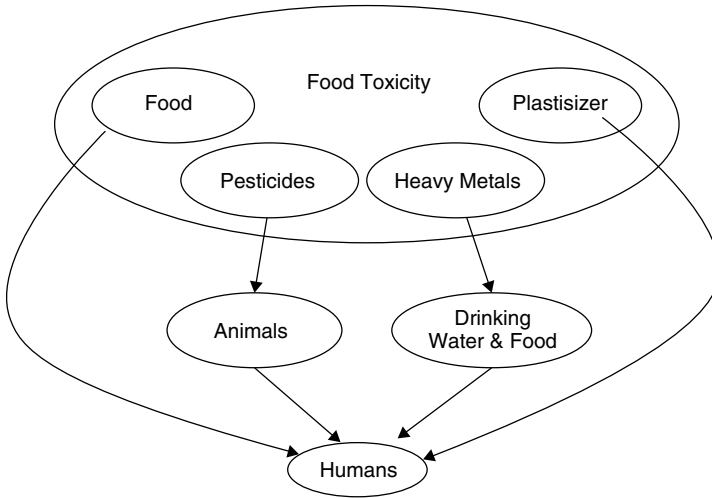 Food Toxicity
Food
Plastisizer
Pesticides
Heavy Metals
Animals
Drinking
Water & Food
Humans